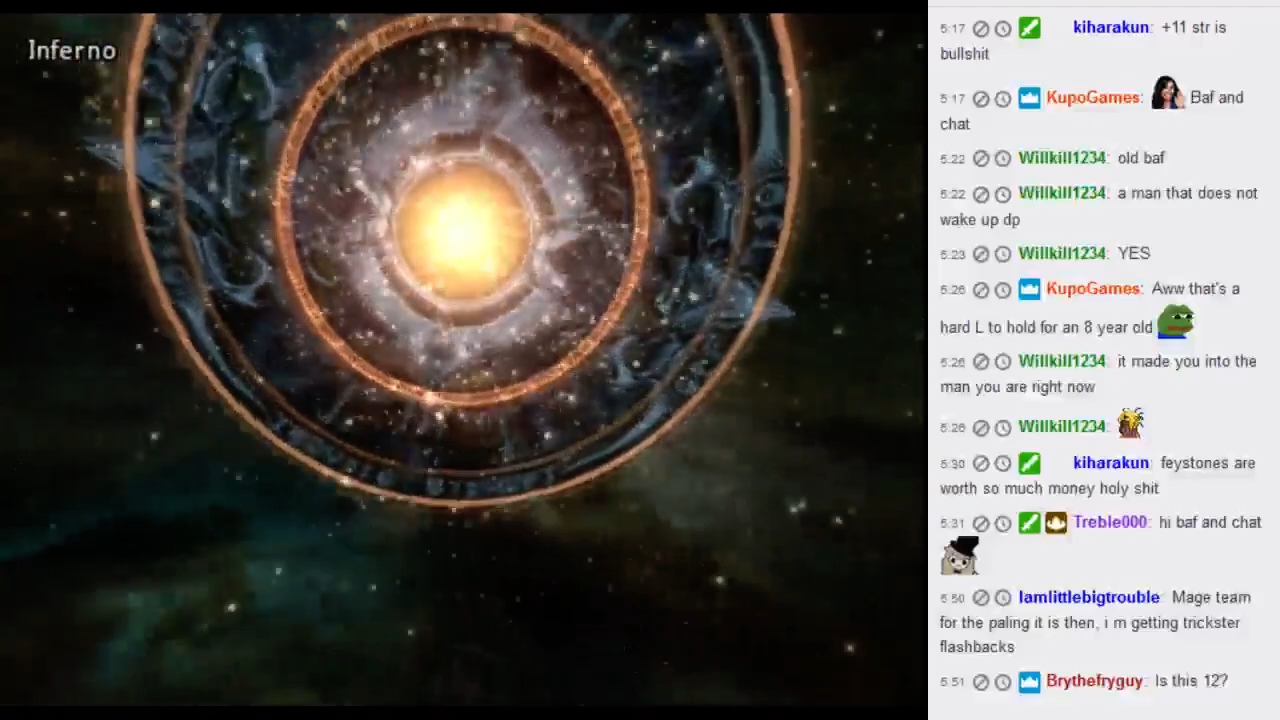 Inferno
5:17 kiharakun: +11 str is
bullshit
5:17 KupoGames: Baf and
chat
5:22 Willkill1234: old baf
5:22 Willkill1234: a man that does not
wake up dp
5:23 Willkill1234: YES
5:26 KupoGames: Aww that's a
hard L to hold for an 8 year old
5:26 Willkill1234: it made you into the
man you are right now
5:26 Willkill1234:
5:30 kiharakun: feystones are
worth so much money holy shit
5:31 Treble000: hi baf and chat
5:50 Iamlittlebigtrouble: Mage team
for the paling it is then, i m getting trickster
flashbacks
5:51 Brythefryguy: Is this 12?